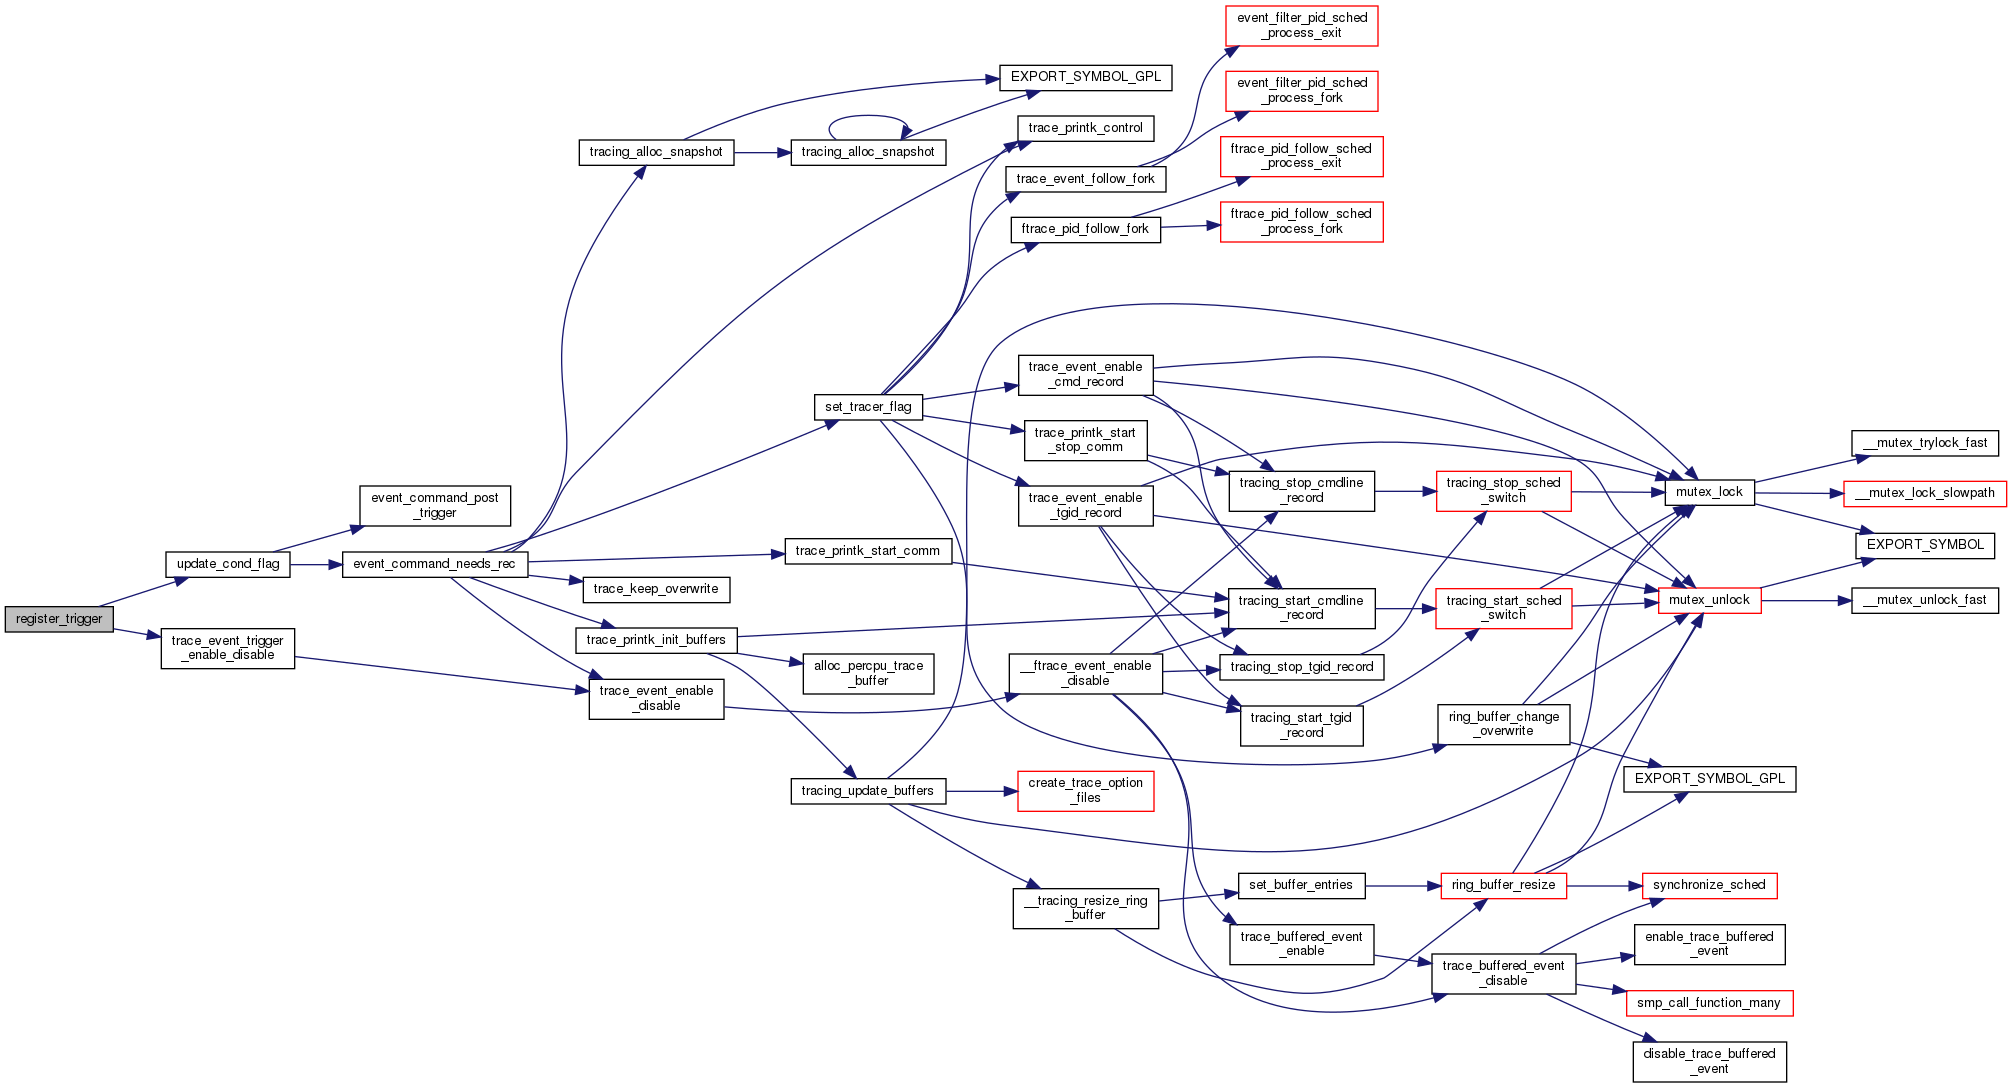 register_trigger
update_cond_flag
trace_event_trigger
_enable_disable
event_command_post
_trigger
event_command_needs_rec
tracing_alloc_snapshot
trace_keep_overwrite
trace_printk_init_buffers
trace_event_enable
_disable
tracing_alloc_snapshot
set_tracer_flag
trace_printk_start_comm
alloc_percpu_trace
_buffer
tracing_update_buffers
EXPORT_SYMBOL_GPL
trace_printk_control
trace_event_follow_fork
ftrace_pid_follow_fork
trace_event_enable
_cmd_record
trace_printk_start
_stop_comm
trace_event_enable
_tgid_record
__ftrace_event_enable
_disable
create_trace_option
_files
__tracing_resize_ring
_buffer
event_filter_pid_sched
_process_exit
event_filter_pid_sched
_process_fork
ftrace_pid_follow_sched
_process_exit
ftrace_pid_follow_sched
_process_fork
tracing_stop_cmdline
_record
tracing_start_cmdline
_record
tracing_stop_tgid_record
tracing_start_tgid
_record
set_buffer_entries
trace_buffered_event
_enable
tracing_stop_sched
_switch
tracing_start_sched
_switch
ring_buffer_change
_overwrite
ring_buffer_resize
trace_buffered_event
_disable
mutex_lock
mutex_unlock
EXPORT_SYMBOL_GPL
synchronize_sched
enable_trace_buffered
_event
smp_call_function_many
disable_trace_buffered
_event
__mutex_trylock_fast
__mutex_lock_slowpath
EXPORT_SYMBOL
__mutex_unlock_fast